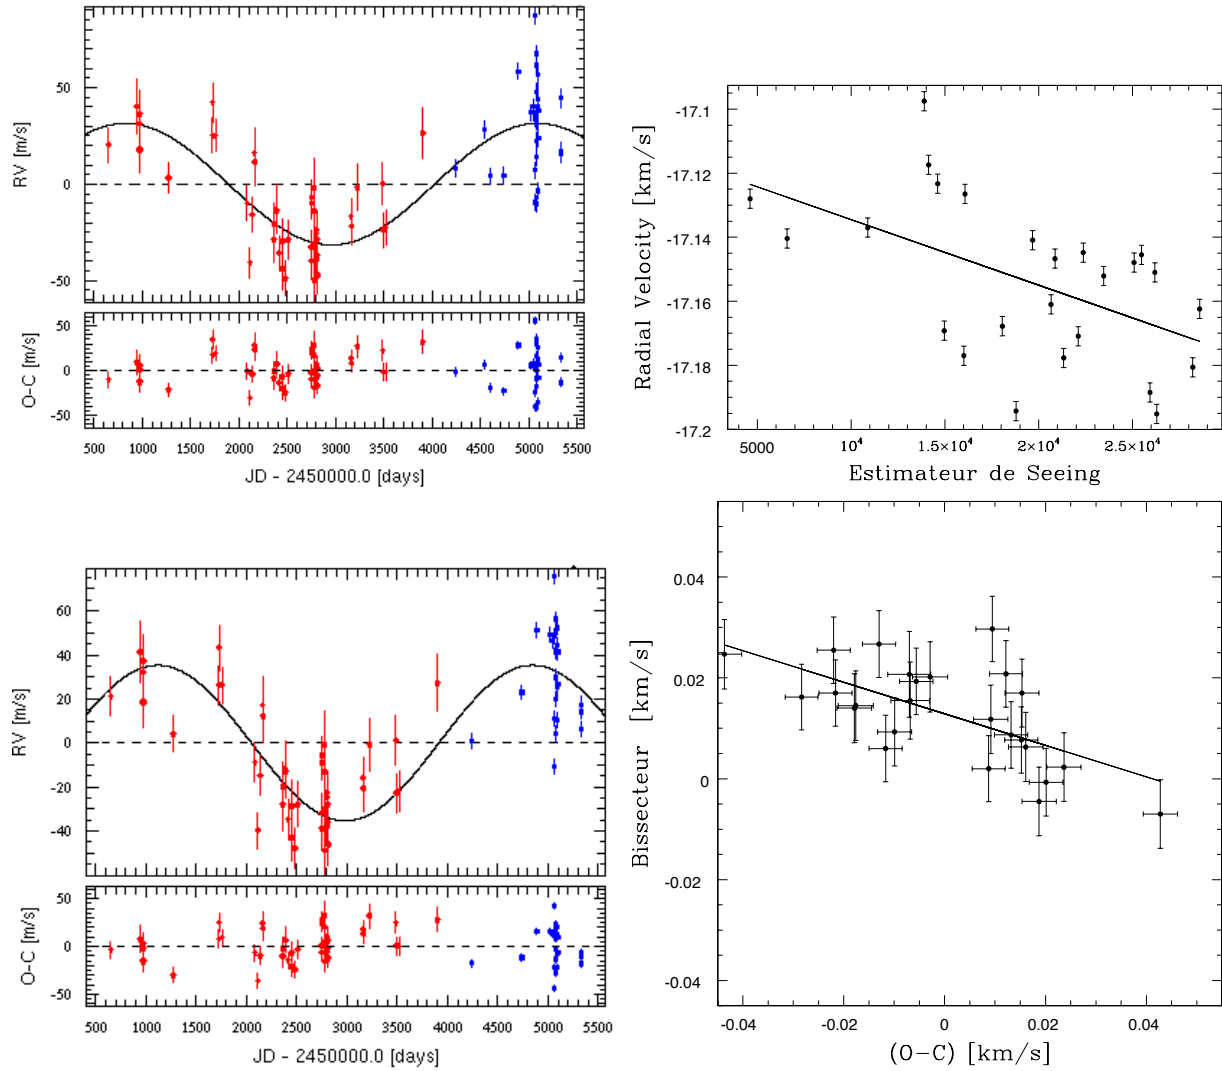 50
0
-50
RV [m/s]
50
0
-50
O-C [m/s]
500 1000 1500 2000 2500 3000 3500 4000 4500 5000 5500
JD - 2450000.0 [days]
-17.1
-17.12
-17.14
-17.16
-17.18
-17.2
Radial Velocity [km/s]
5000 10⁴ 1.5×10⁴ 2×10⁴ 2.5×10⁴
Estimateur de Seeing
60
40
20
0
-20
-40
RV [m/s]
50
0
-50
O-C [m/s]
500 1000 1500 2000 2500 3000 3500 4000 4500 5000 5500
JD - 2450000.0 [days]
0.04
0.02
0
-0.02
-0.04
Bissecteur [km/s]
-0.04 -0.02 0 0.02 0.04
(O-C) [km/s]